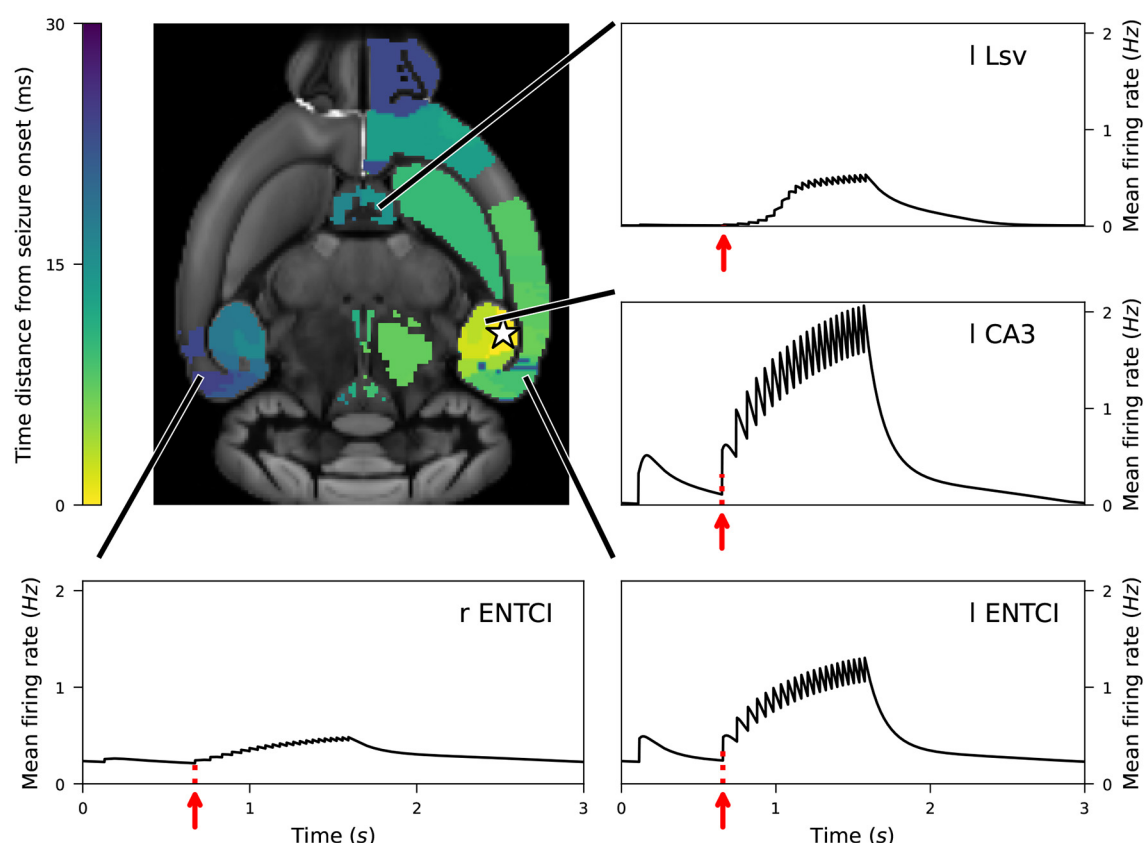 Time distance from seizure onset (ms)
30
15
0
l Lsv
Mean firing rate (Hz)
2
1
0
l CA3
Mean firing rate (Hz)
2
1
0
r ENTCI
Mean firing rate (Hz)
2
1
0
0 1 2 3
Time (s)
l ENTCI
Mean firing rate (Hz)
2
1
0
0 1 2 3
Time (s)